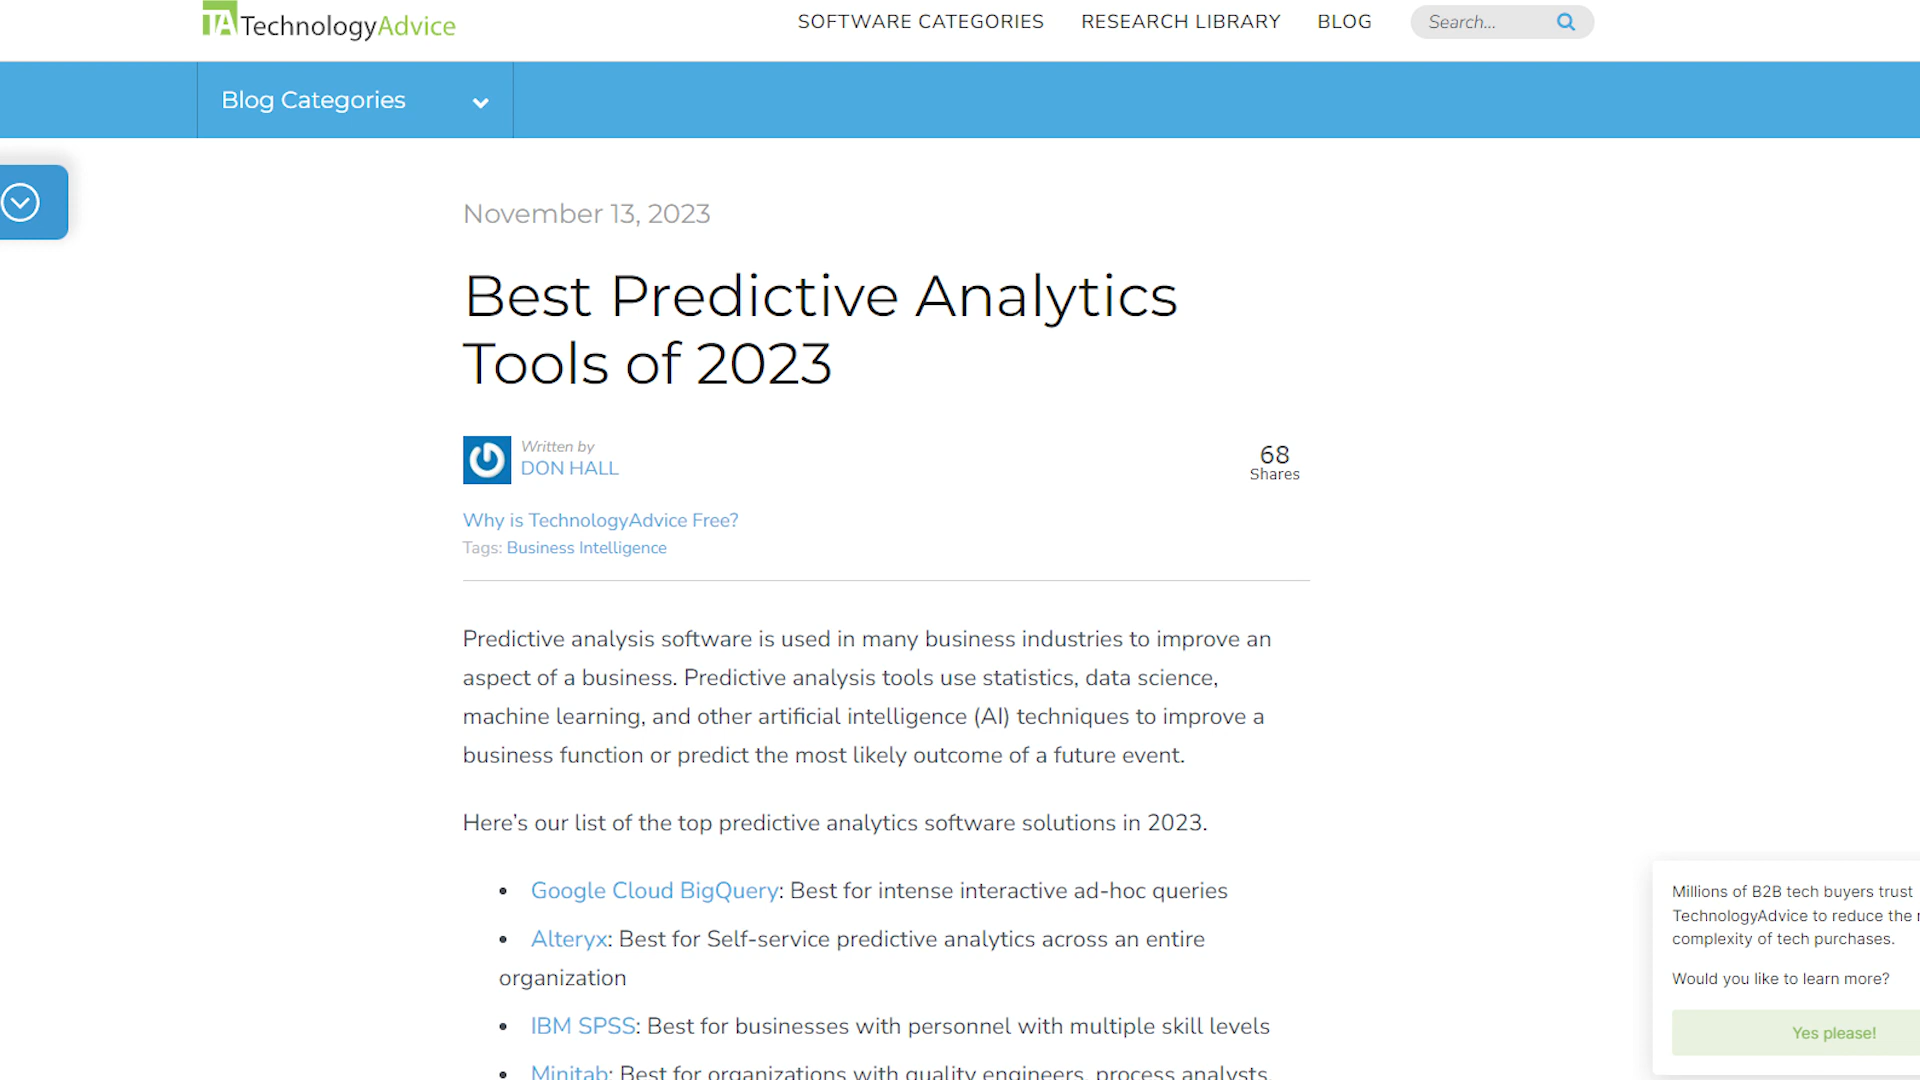 TA TechnologyAdvice
SOFTWARE CATEGORIES RESEARCH LIBRARY BLOG Search...
Blog Categories
November 13, 2023
Best Predictive Analytics
Tools of 2023
Written by
DON HALL
68
Shares
Why is TechnologyAdvice Free?
Tags: Business Intelligence
Predictive analysis software is used in many business industries to improve an
aspect of a business. Predictive analysis tools use statistics, data science,
machine learning, and other artificial intelligence (AI) techniques to improve a
business function or predict the most likely outcome of a future event.
Here’s our list of the top predictive analytics software solutions in 2023.
• Google Cloud BigQuery: Best for intense interactive ad-hoc queries
• Alteryx: Best for Self-service predictive analytics across an entire
organization
• IBM SPSS: Best for businesses with personnel with multiple skill levels
• Minitab: Best for organizations with quality engineers, process analysts,
Millions of B2B tech buyers trust
TechnologyAdvice to reduce the
complexity of tech purchases.
Would you like to learn more?
Yes please!